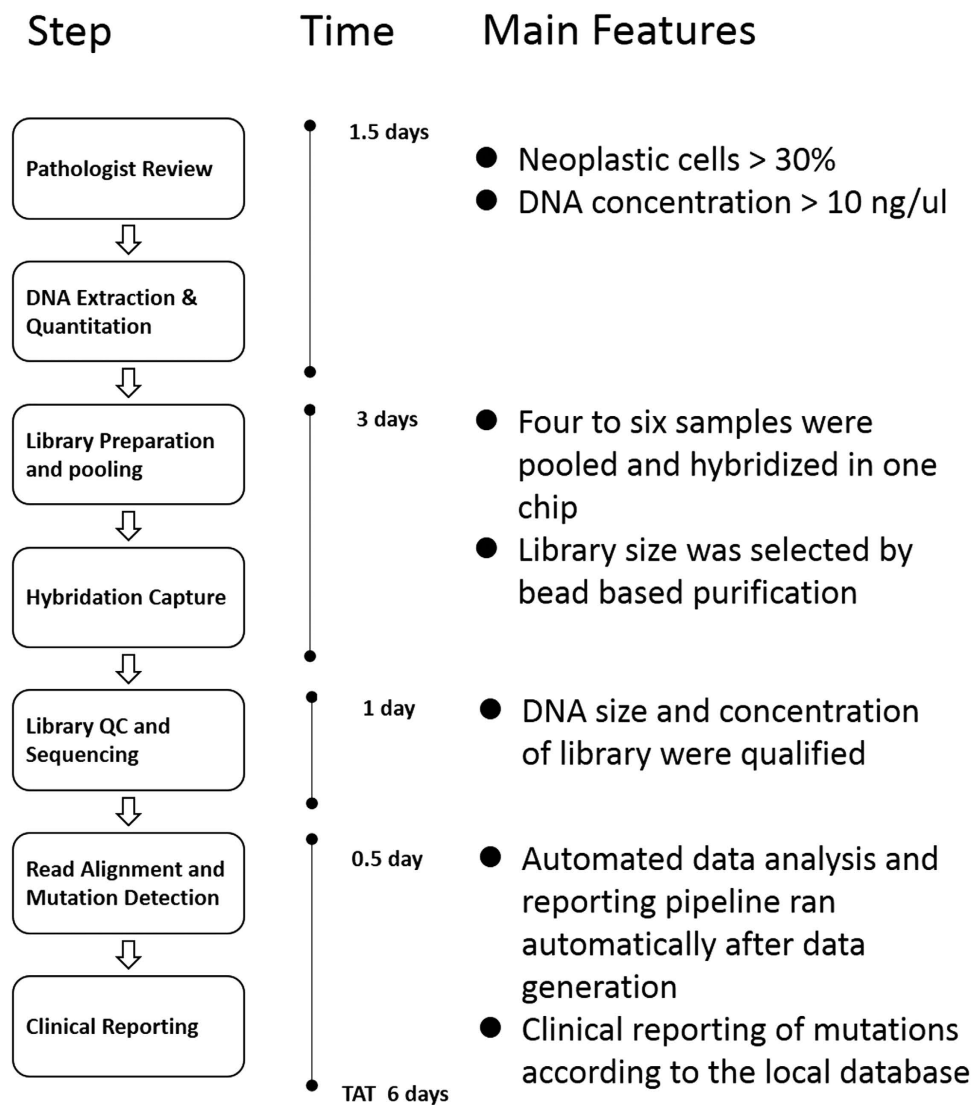 Step Time Main Features
Pathologist Review
1.5 days
● Neoplastic cells > 30%
● DNA concentration > 10 ng/ul
DNA Extraction &
Quantitation
Library Preparation
and pooling
3 days
● Four to six samples were
pooled and hybridized in one
chip
● Library size was selected by
bead based purification
Hybridation Capture
Library QC and
Sequencing
1 day
● DNA size and concentration
of library were qualified
Read Alignment and
Mutation Detection
0.5 day
● Automated data analysis and
reporting pipeline ran
automatically after data
generation
● Clinical reporting of mutations
according to the local database
Clinical Reporting
TAT 6 days